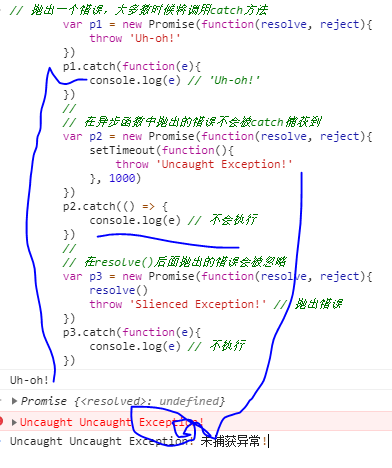 // 抛出一个错误，大多数时候将调用catch方法
var p1 = new Promise(function(resolve, reject){
throw 'Uh-oh!'
})
p1.catch(function(e){
console.log(e) // 'Uh-oh!'
})
//
// 在异步函数中抛出的错误不会被catch捕获到
var p2 = new Promise(function(resolve, reject){
setTimeout(function(){
throw 'Uncaught Exception!'
}, 1000)
})
p2.catch(() => {
console.log(e) // 不会执行
})
//
// 在resolve()后面抛出的错误会被忽略
var p3 = new Promise(function(resolve, reject){
resolve()
throw 'Slienced Exception!' // 抛出错误
})
p3.catch(function(e){
console.log(e) // 不执行
})
Uh-oh!
Promise {<resolved>: undefined}
Uncaught Uncaught Exception!
Uncaught Uncaught Exception: 未捕获异常!